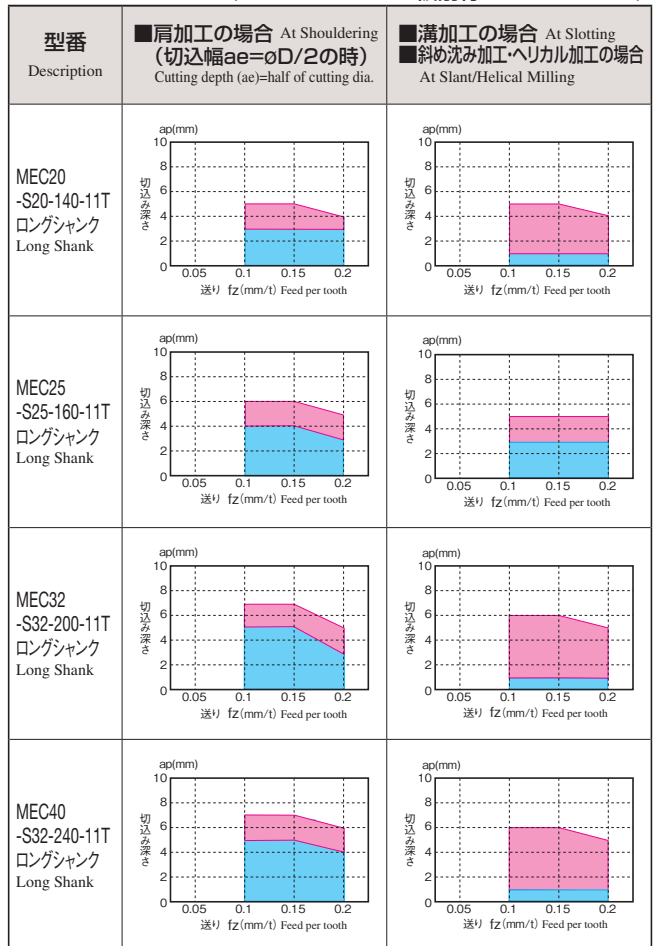 型番
Description
■肩加工の場合 At Shouldering
(切込幅ae=øD/2の時)
Cutting depth (ae)=half of cutting dia.
■溝加工の場合 At Slotting
■斜め沈み加工・ヘリカル加工の場合
At Slant/Helical Milling
MEC20
-S20-140-11T
ロングシャンク
Long Shank
ap(mm)
10
8
6
4
2
0
切込み深さ
0.05 0.1 0.15 0.2
送り fz(mm/t) Feed per tooth
ap(mm)
10
8
6
4
2
0
切込み深さ
0.05 0.1 0.15 0.2
送り fz(mm/t) Feed per tooth
MEC25
-S25-160-11T
ロングシャンク
Long Shank
ap(mm)
10
8
6
4
2
0
切込み深さ
0.05 0.1 0.15 0.2
送り fz(mm/t) Feed per tooth
ap(mm)
10
8
6
4
2
0
切込み深さ
0.05 0.1 0.15 0.2
送り fz(mm/t) Feed per tooth
MEC32
-S32-200-11T
ロングシャンク
Long Shank
ap(mm)
10
8
6
4
2
0
切込み深さ
0.05 0.1 0.15 0.2
送り fz(mm/t) Feed per tooth
ap(mm)
10
8
6
4
2
0
切込み深さ
0.05 0.1 0.15 0.2
送り fz(mm/t) Feed per tooth
MEC40
-S32-240-11T
ロングシャンク
Long Shank
ap(mm)
10
8
6
4
2
0
切込み深さ
0.05 0.1 0.15 0.2
送り fz(mm/t) Feed per tooth
ap(mm)
10
8
6
4
2
0
切込み深さ
0.05 0.1 0.15 0.2
送り fz(mm/t) Feed per tooth